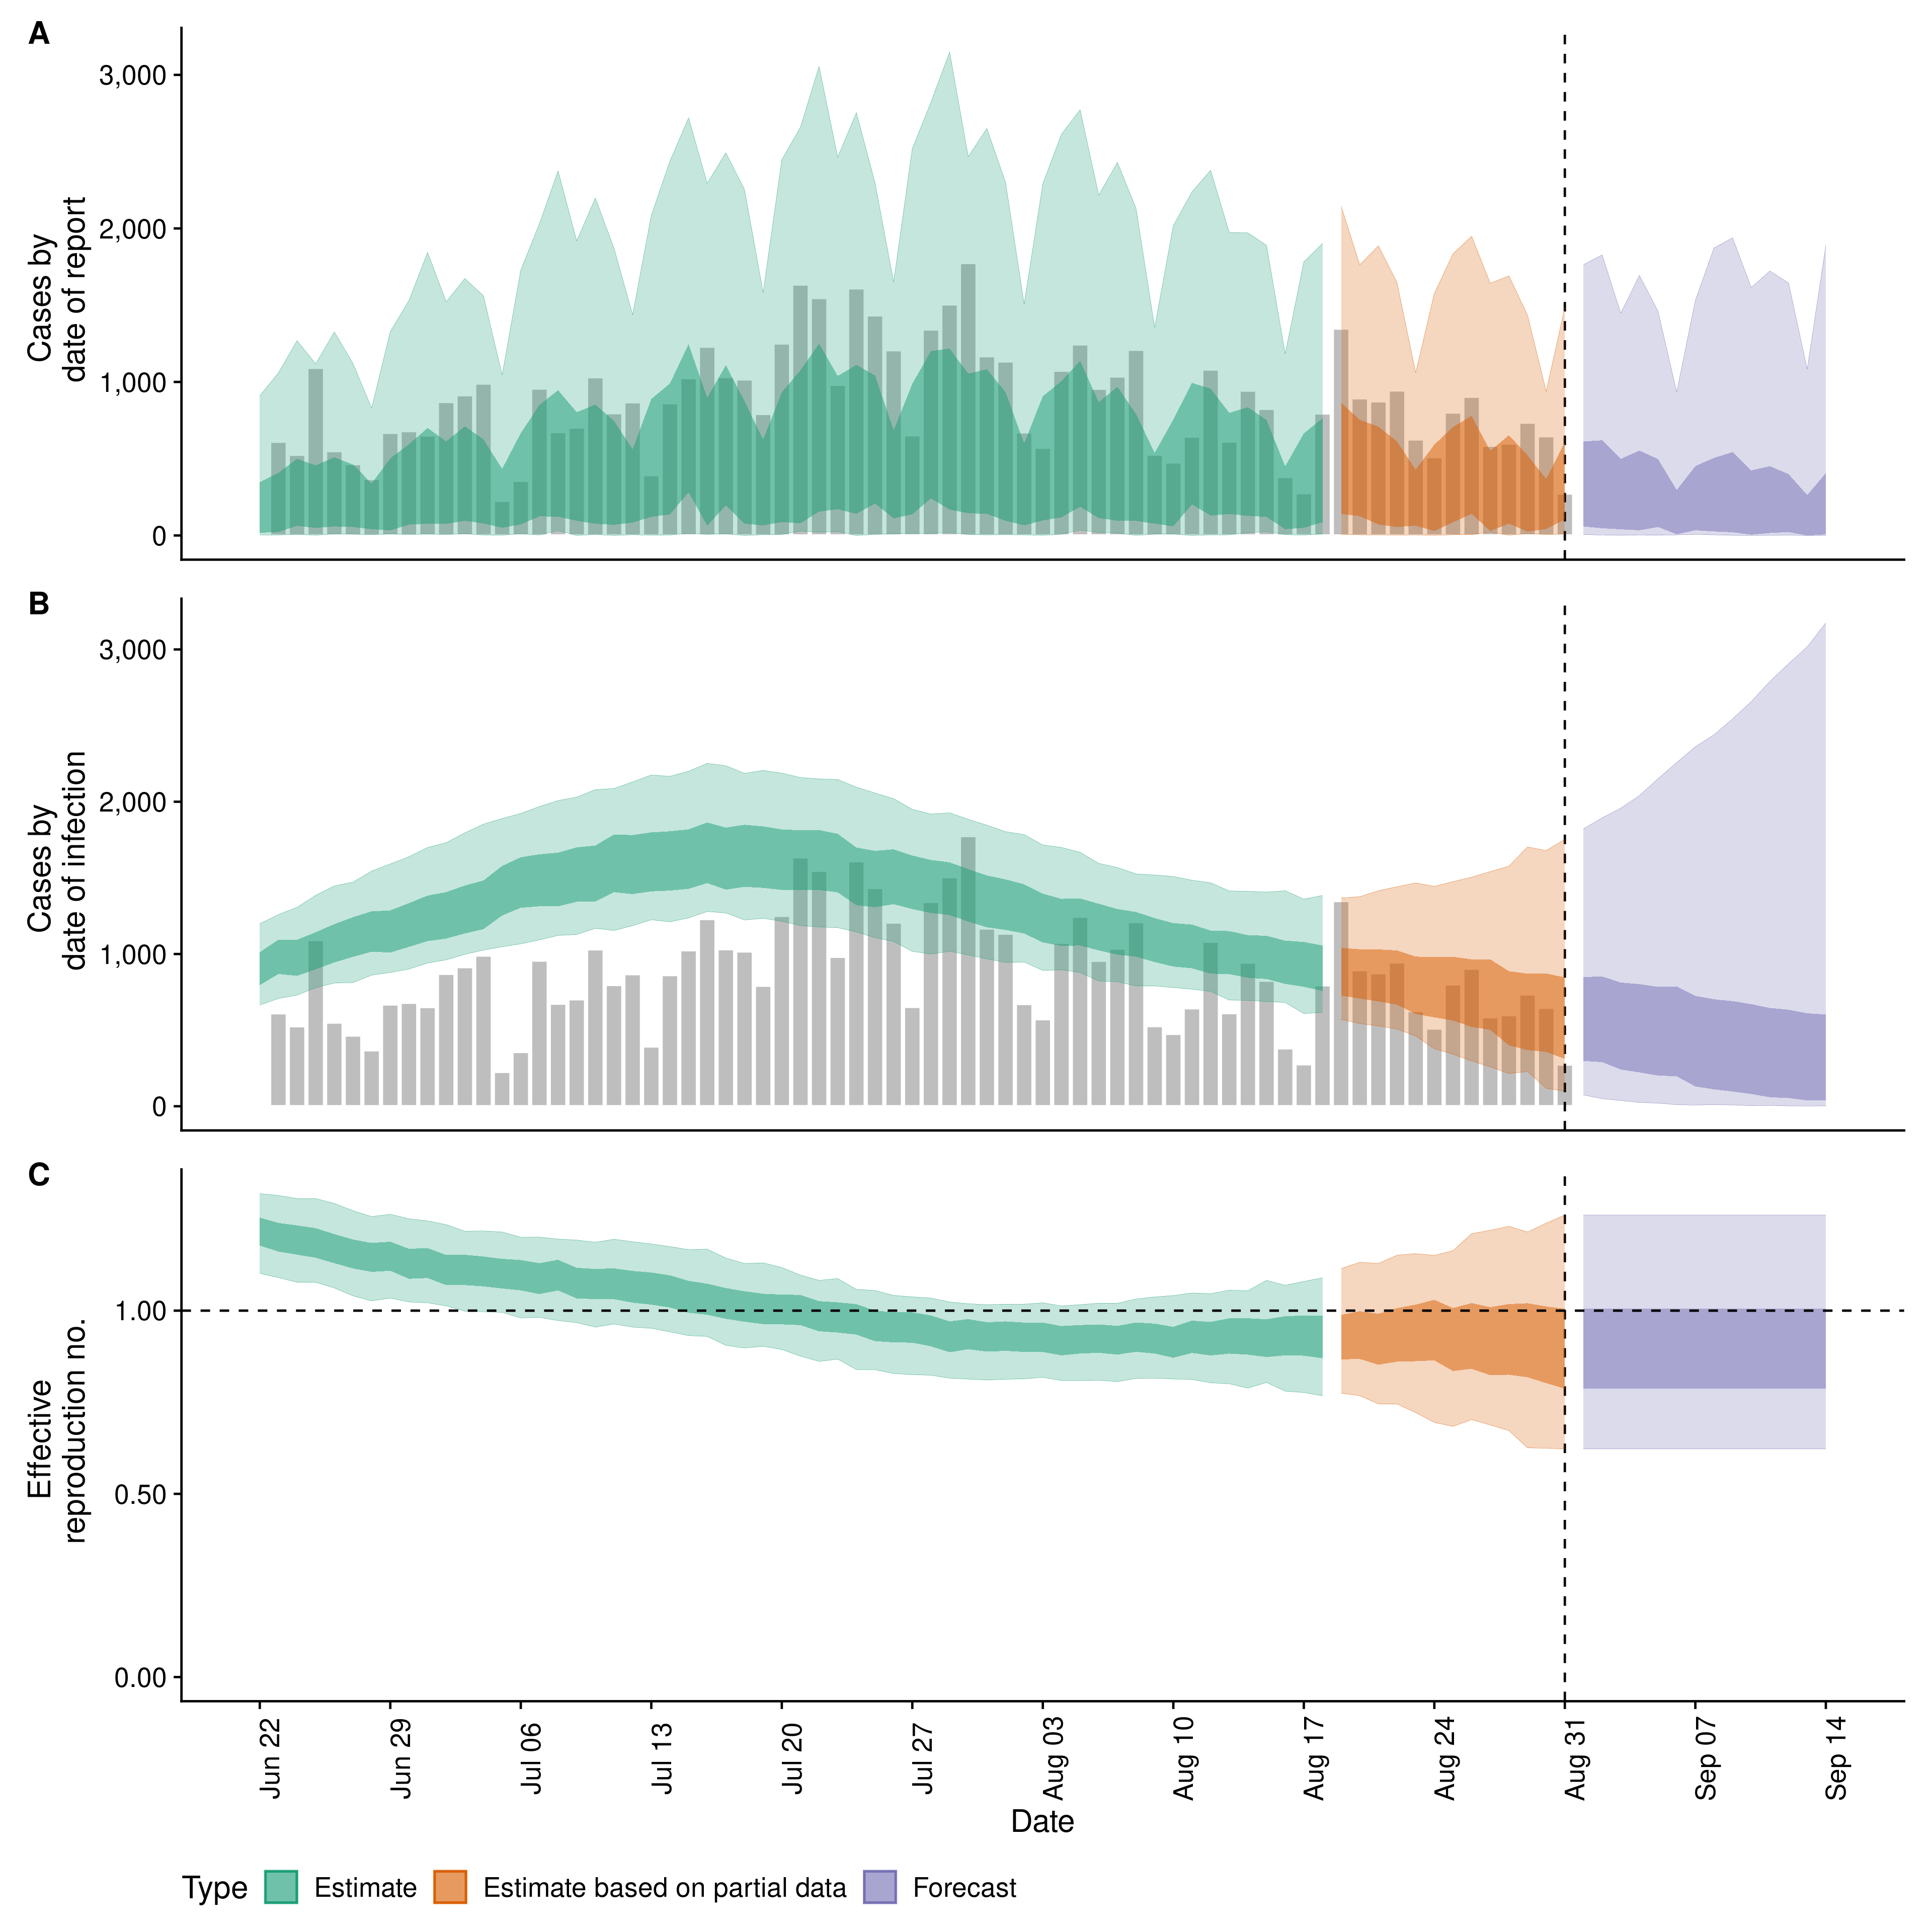 A
3,000
2,000
1,000
0
Cases by
date of report
B
3,000
2,000
1,000
0
Cases by
date of infection
C
1.00
0.50
0.00
Effective
reproduction no.
Jun 22
Jun 29
Jul 06
Jul 13
Jul 20
Jul 27
Aug 03
Aug 10
Aug 17
Aug 24
Aug 31
Sep 07
Sep 14
Date
Type Estimate Estimate based on partial data Forecast